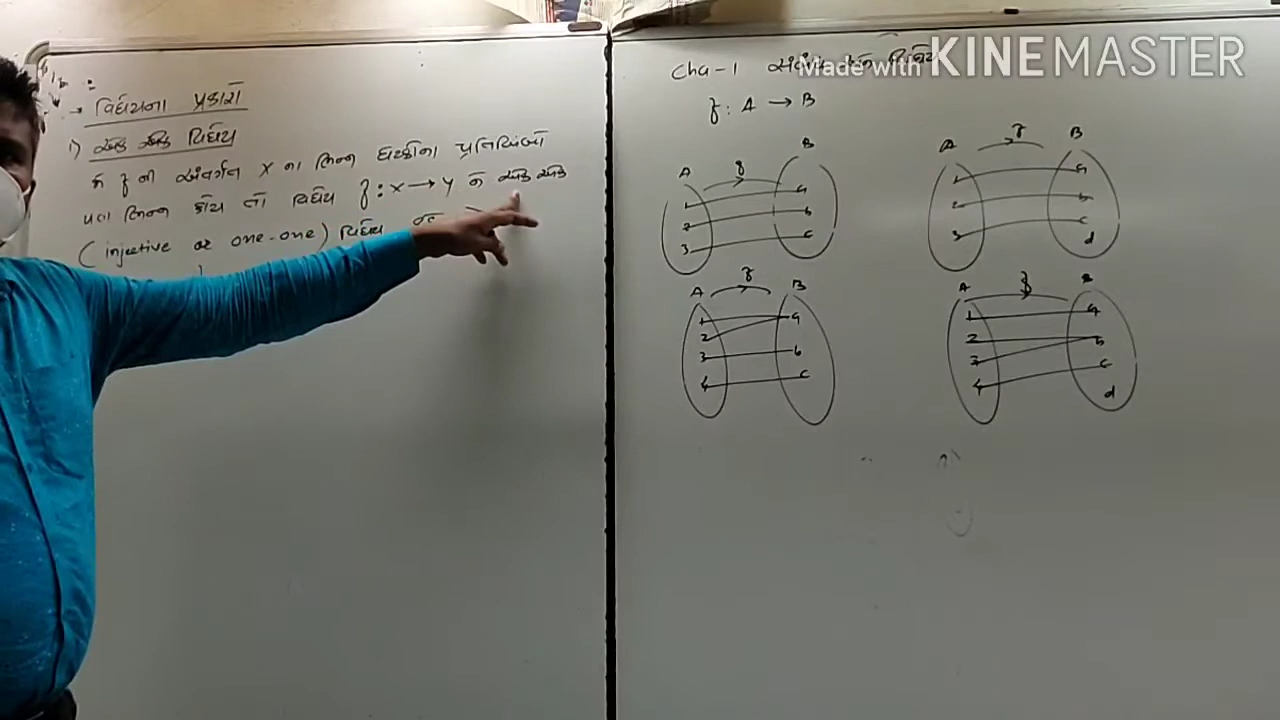 → વિધેયના પ્રકારો
1) એક એક વિધેય
જો f ની અંતર્ગત X ના ભિન્ન ઘટકોના પ્રતિબિંબો
પણ ભિન્ન હોય તો વિધેય f : X → Y ને એક એક
(injective or one-one) વિધેય
Made with KINEMASTER
Cha-1 સંબંધ અને વિધેય
f : A → B
A f B
1 a
2 b
3 c
A f B
1 a
2 b
3 c
d
A f B
1 a
2
3 b
4 c
A f B
1 a
2 b
3 c
4 d